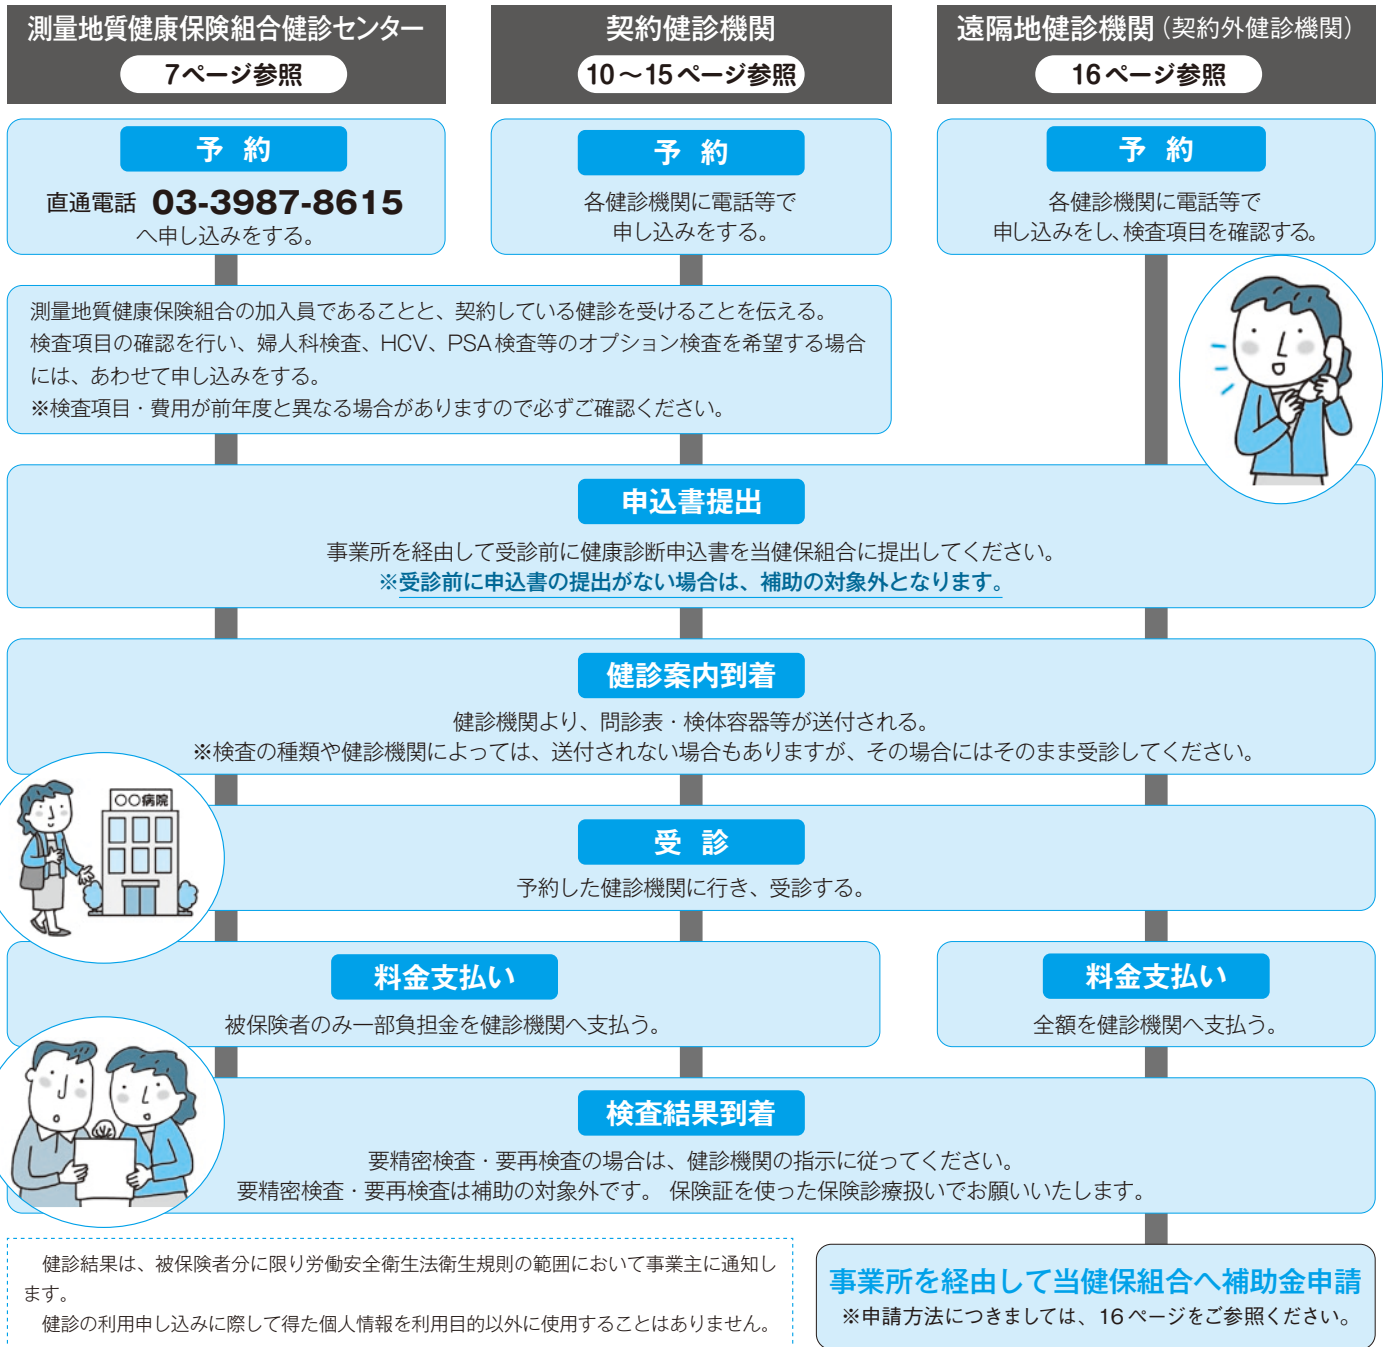 測量地質健康保険組合健診センター
7ページ参照
契約健診機関
10～15ページ参照
遠隔地健診機関（契約外健診機関）
16ページ参照
予 約
直通電話 03-3987-8615
へ申し込みをする。
予 約
各健診機関に電話等で
申し込みをする。
予 約
各健診機関に電話等で
申し込みをし、検査項目を確認する。
測量地質健康保険組合の加入員であることと、契約している健診を受けることを伝える。
検査項目の確認を行い、婦人科検査、HCV、PSA検査等のオプション検査を希望する場合
には、あわせて申し込みをする。
※検査項目・費用が前年度と異なる場合がありますので必ずご確認ください。
申込書提出
事業所を経由して受診前に健康診断申込書を当健保組合に提出してください。
※受診前に申込書の提出がない場合は、補助の対象外となります。
健診案内到着
健診機関より、問診表・検体容器等が送付される。
※検査の種類や健診機関によっては、送付されない場合もありますが、その場合にはそのまま受診してください。
○○病院
受 診
予約した健診機関に行き、受診する。
料金支払い
被保険者のみ一部負担金を健診機関へ支払う。
料金支払い
全額を健診機関へ支払う。
検査結果到着
要精密検査・要再検査の場合は、健診機関の指示に従ってください。
要精密検査・要再検査は補助の対象外です。 保険証を使った保険診療扱いでお願いいたします。
健診結果は、被保険者分に限り労働安全衛生法衛生規則の範囲において事業主に通知し
ます。
健診の利用申し込みに際して得た個人情報を利用目的以外に使用することはありません。
事業所を経由して当健保組合へ補助金申請
※申請方法につきましては、16ページをご参照ください。